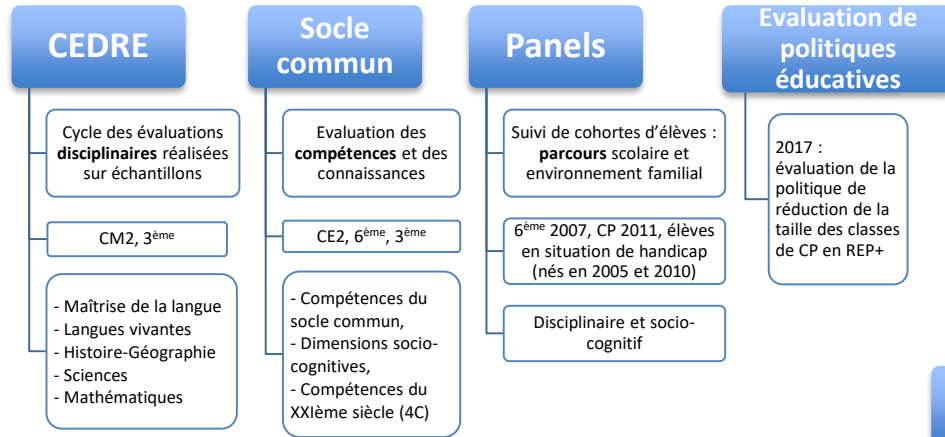 CEDRE
Cycle des évaluations
disciplinaires réalisées
sur échantillons
CM2, 3ème
- Maîtrise de la langue
- Langues vivantes
- Histoire-Géographie
- Sciences
- Mathématiques
Socle
commun
Evaluation des
compétences et des
connaissances
CE2, 6ème, 3ème
- Compétences du
socle commun,
- Dimensions socio-
cognitives,
- Compétences du
XXIème siècle (4C)
Panels
Suivi de cohortes d'élèves :
parcours scolaire et
environnement familial
6ème 2007, CP 2011, élèves
en situation de handicap
(nés en 2005 et 2010)
Disciplinaire et socio-
cognitif
Evaluation de
politiques
éducatives
2017 :
évaluation de la
politique de
réduction de la
taille des classes
de CP en REP+